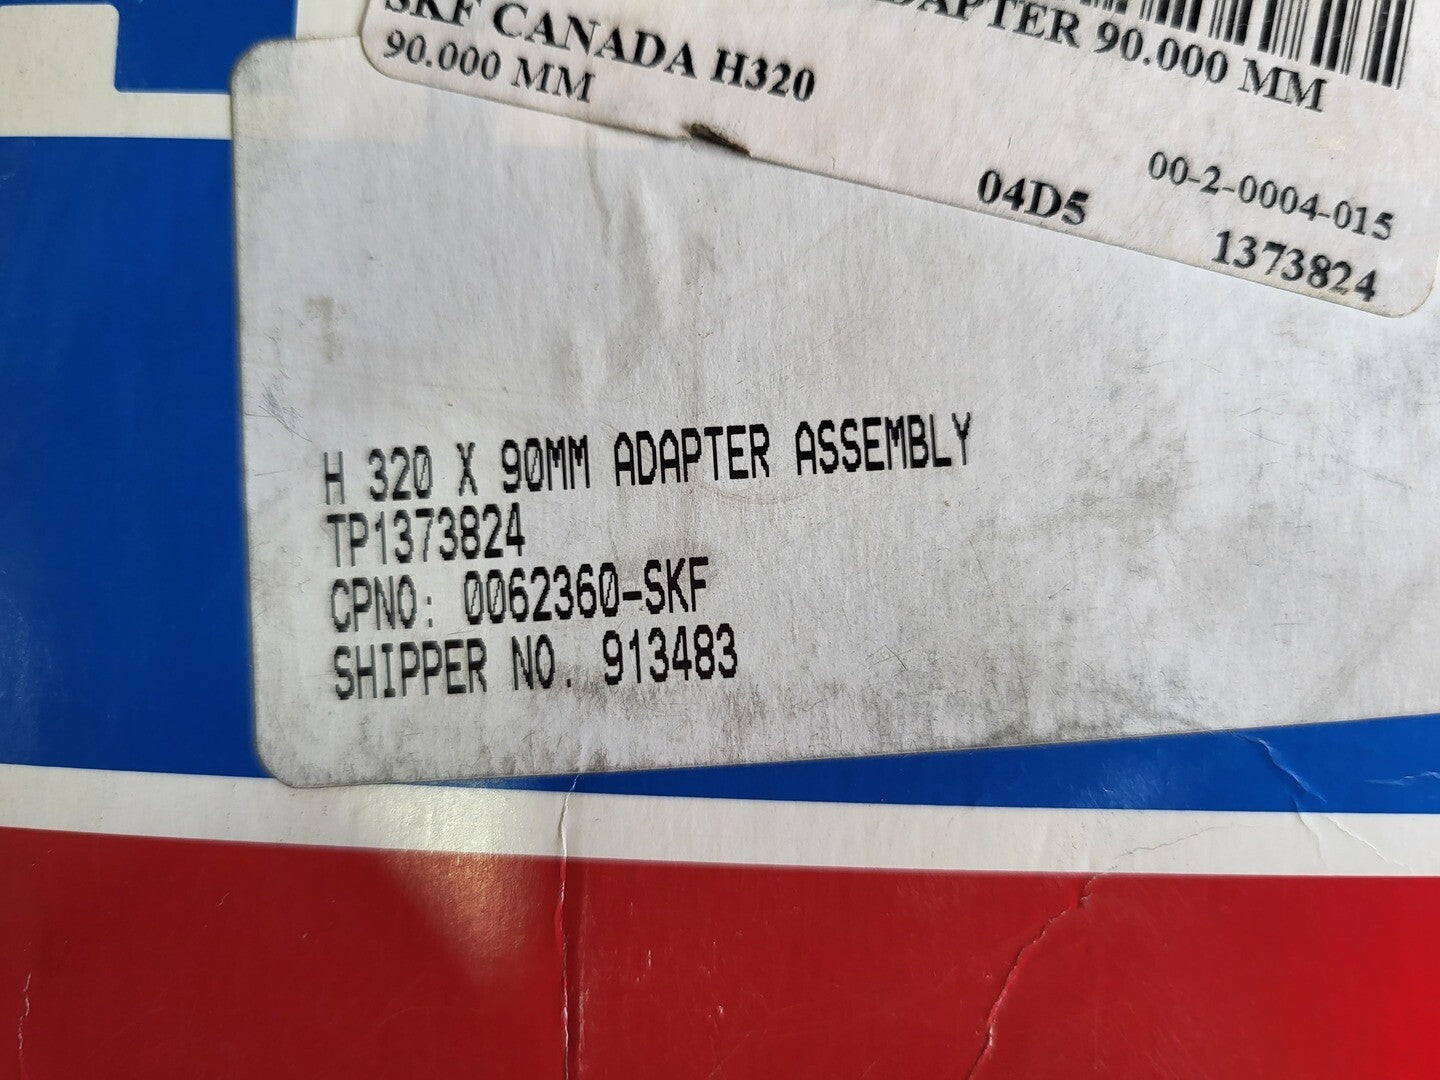 SKF CANADA H320
90.000 MM
ADAPTER 90.000 MM
04D5
00-2-0004-015
1373824
H 320 X 90MM ADAPTER ASSEMBLY
TP1373824
CPNO: 0062360-SKF
SHIPPER NO. 913483